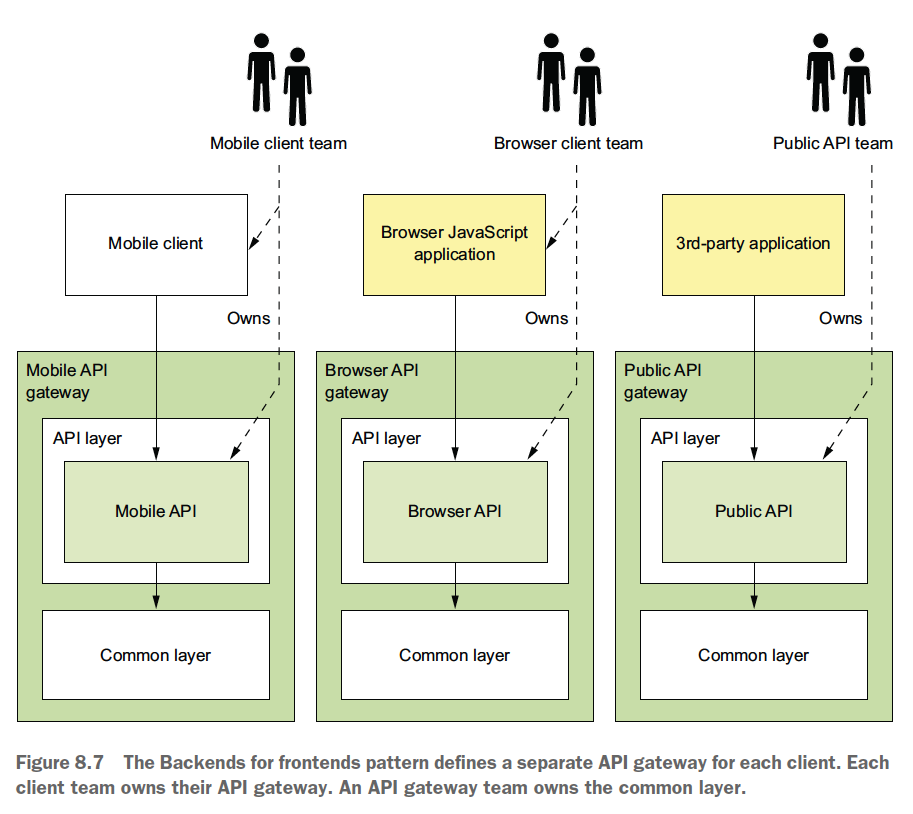 Mobile client team
Browser client team
Public API team
Mobile client
Browser JavaScript
application
3rd-party application
Owns
Owns
Owns
Mobile API
gateway
Browser API
gateway
Public API
gateway
API layer
API layer
API layer
Mobile API
Browser API
Public API
Common layer
Common layer
Common layer
Figure 8.7 The Backends for frontends pattern defines a separate API gateway for each client. Each
client team owns their API gateway. An API gateway team owns the common layer.